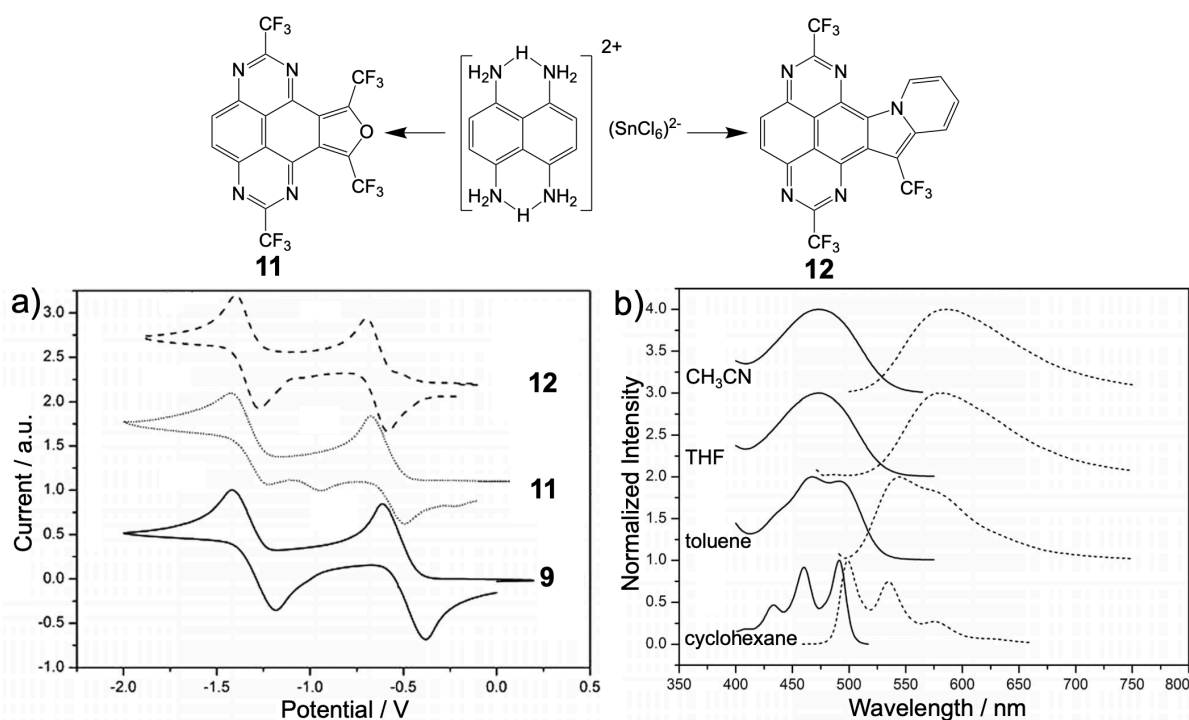 CF3
N
N
CF3
O
CF3
N
N
CF3
11
H
H2N
NH2
2+
(SnCl6)2-
H2N
NH2
H
CF3
N
N
N
N
N
CF3
CF3
12
a)
3.0
2.5
2.0
1.5
1.0
0.5
0.0
-0.5
-1.0
Current / a.u.
12
11
9
-2.0
-1.5
-1.0
-0.5
0.0
0.5
Potential / V
b)
4.0
3.5
3.0
2.5
2.0
1.5
1.0
0.5
0.0
Normalized Intensity
CH3CN
THF
toluene
cyclohexane
350
400
450
500
550
600
650
700
750
800
Wavelength / nm